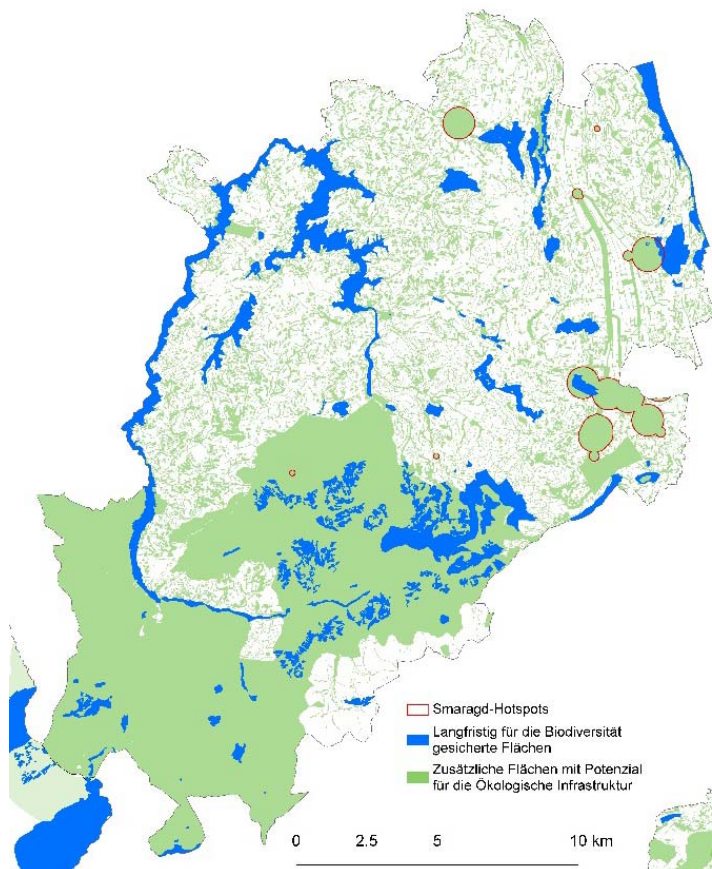 Smaragd-Hotspots
Langfristig für die Biodiversität
gesicherte Flächen
Zusätzliche Flächen mit Potenzial
für die Ökologische Infrastruktur
0 2.5 5 10 km